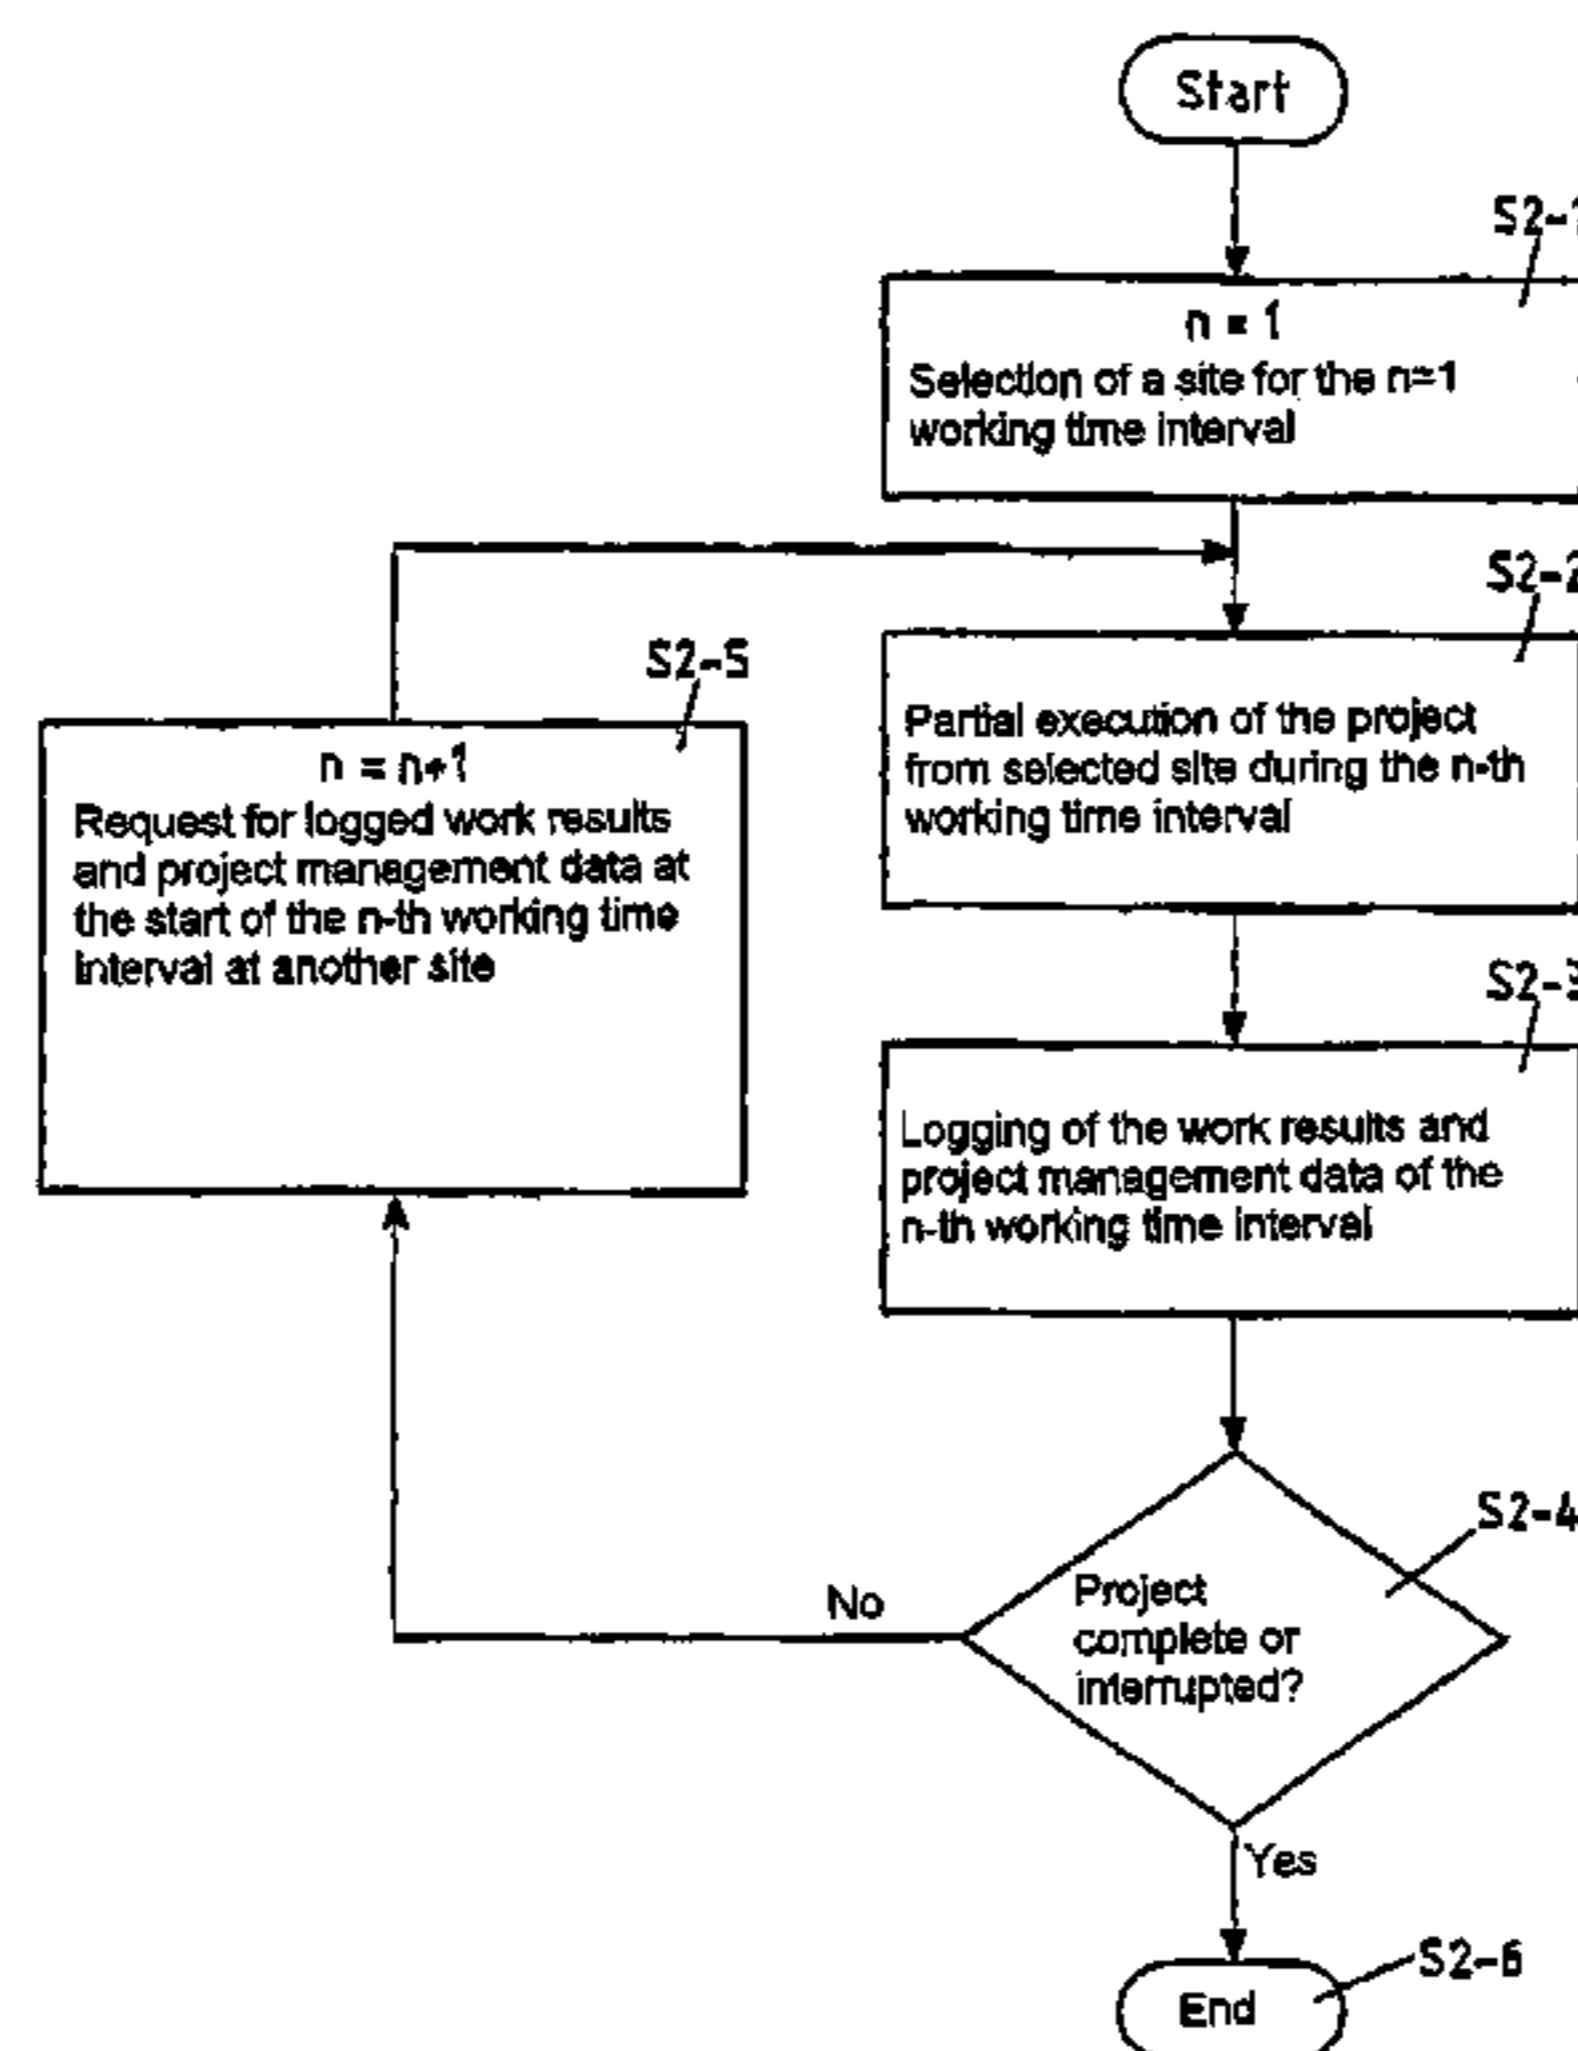 Start
S2-1
n = 1
Selection of a site for the n=1
working time interval
S2-2
Partial execution of the project
from selected site during the n-th
working time interval
S2-5
n = n+1
Request for logged work results
and project management data at
the start of the n-th working time
interval at another site
S2-3
Logging of the work results and
project management data of the
n-th working time interval
S2-4
Project
complete or
interrupted?
No
Yes
S2-6
End